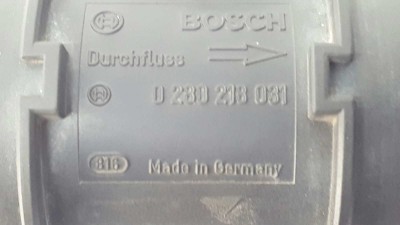 BOSCH
Durchfluss
0 280 218 031
816
Made in Germany